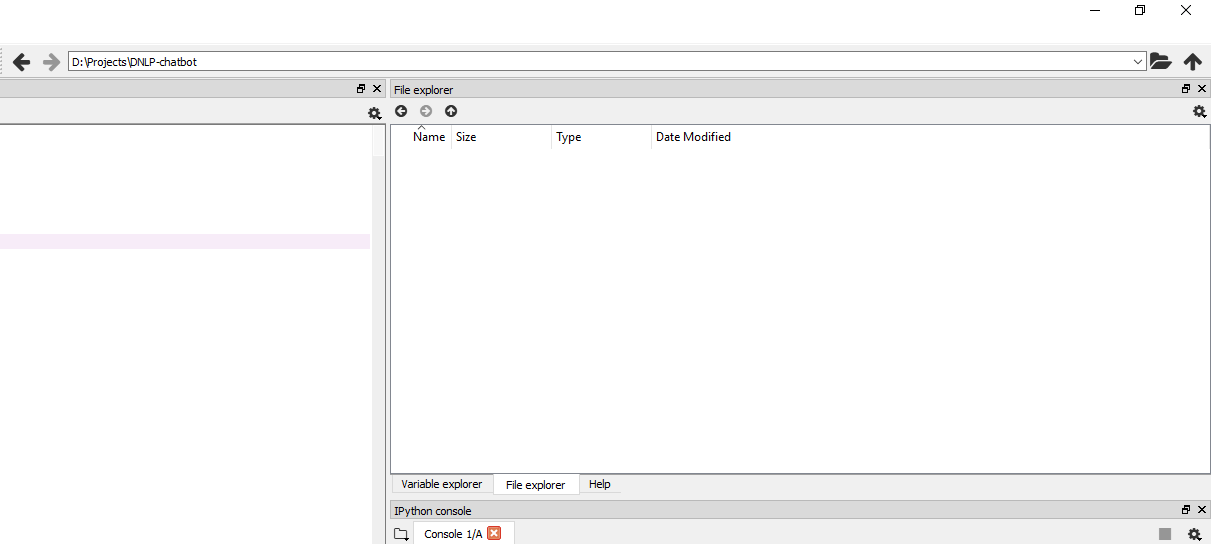 D:\Projects\DNLP-chatbot
File explorer
Name Size Type Date Modified
Variable explorer File explorer Help
IPython console
Console 1/A